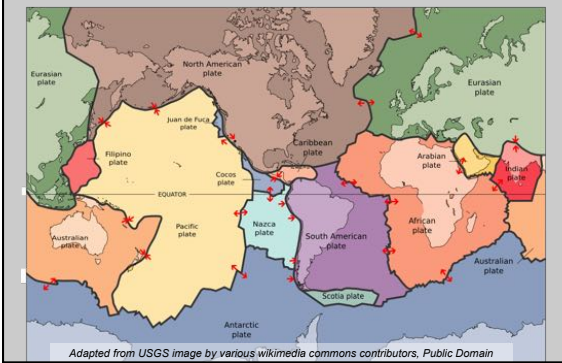 North American
plate
Eurasian
plate
Eurasian
plate
Juan de Fuca
plate
Caribbean
plate
Filipino
plate
Arabian
plate
Indian
plate
Cocos
plate
EQUATOR
Nazca
plate
Pacific
plate
South American
plate
African
plate
Australian
plate
Australian
plate
Scotia plate
Antarctic
plate
Adapted from USGS image by various wikimedia commons contributors, Public Domain